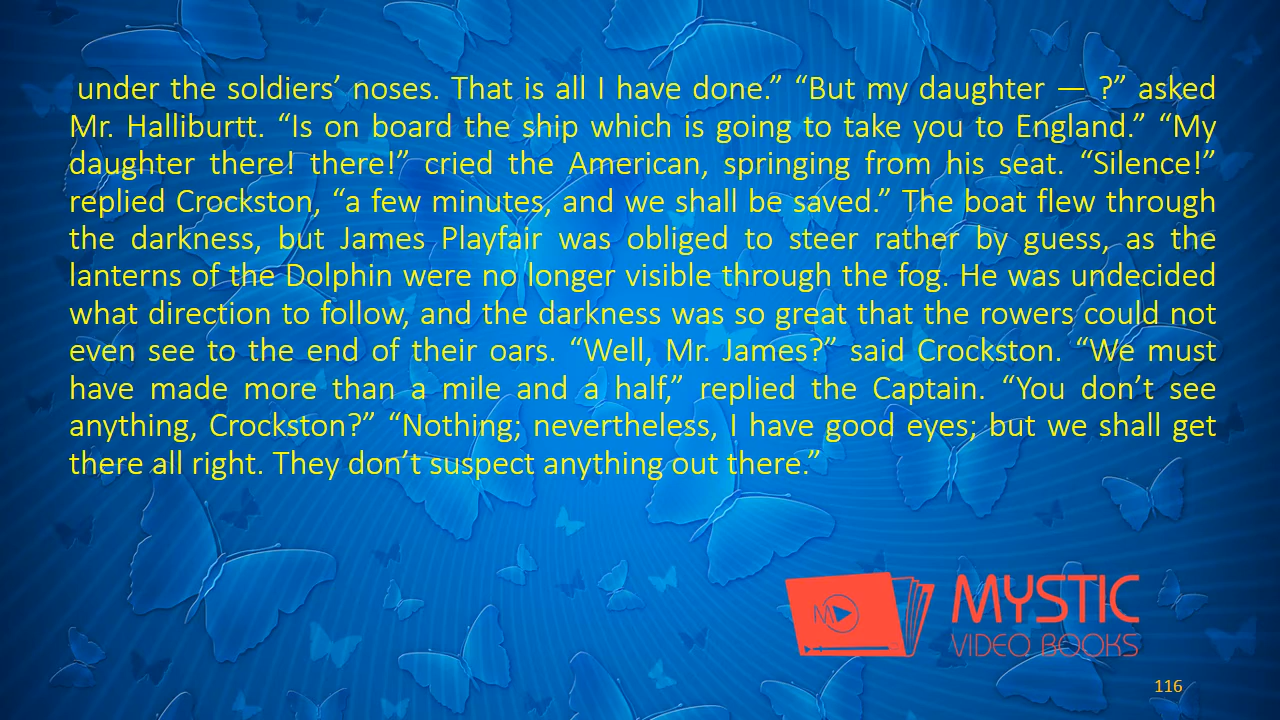 under the soldiers’ noses. That is all I have done.” “But my daughter — ?” asked
Mr. Halliburtt. “Is on board the ship which is going to take you to England.” “My
daughter there! there!” cried the American, springing from his seat. “Silence!”
replied Crockston, “a few minutes, and we shall be saved.” The boat flew through
the darkness, but James Playfair was obliged to steer rather by guess, as the
lanterns of the Dolphin were no longer visible through the fog. He was undecided
what direction to follow, and the darkness was so great that the rowers could not
even see to the end of their oars. “Well, Mr. James?” said Crockston. “We must
have made more than a mile and a half,” replied the Captain. “You don’t see
anything, Crockston?” “Nothing; nevertheless, I have good eyes; but we shall get
there all right. They don’t suspect anything out there.”
MYSTIC
VIDEO BOOKS
116